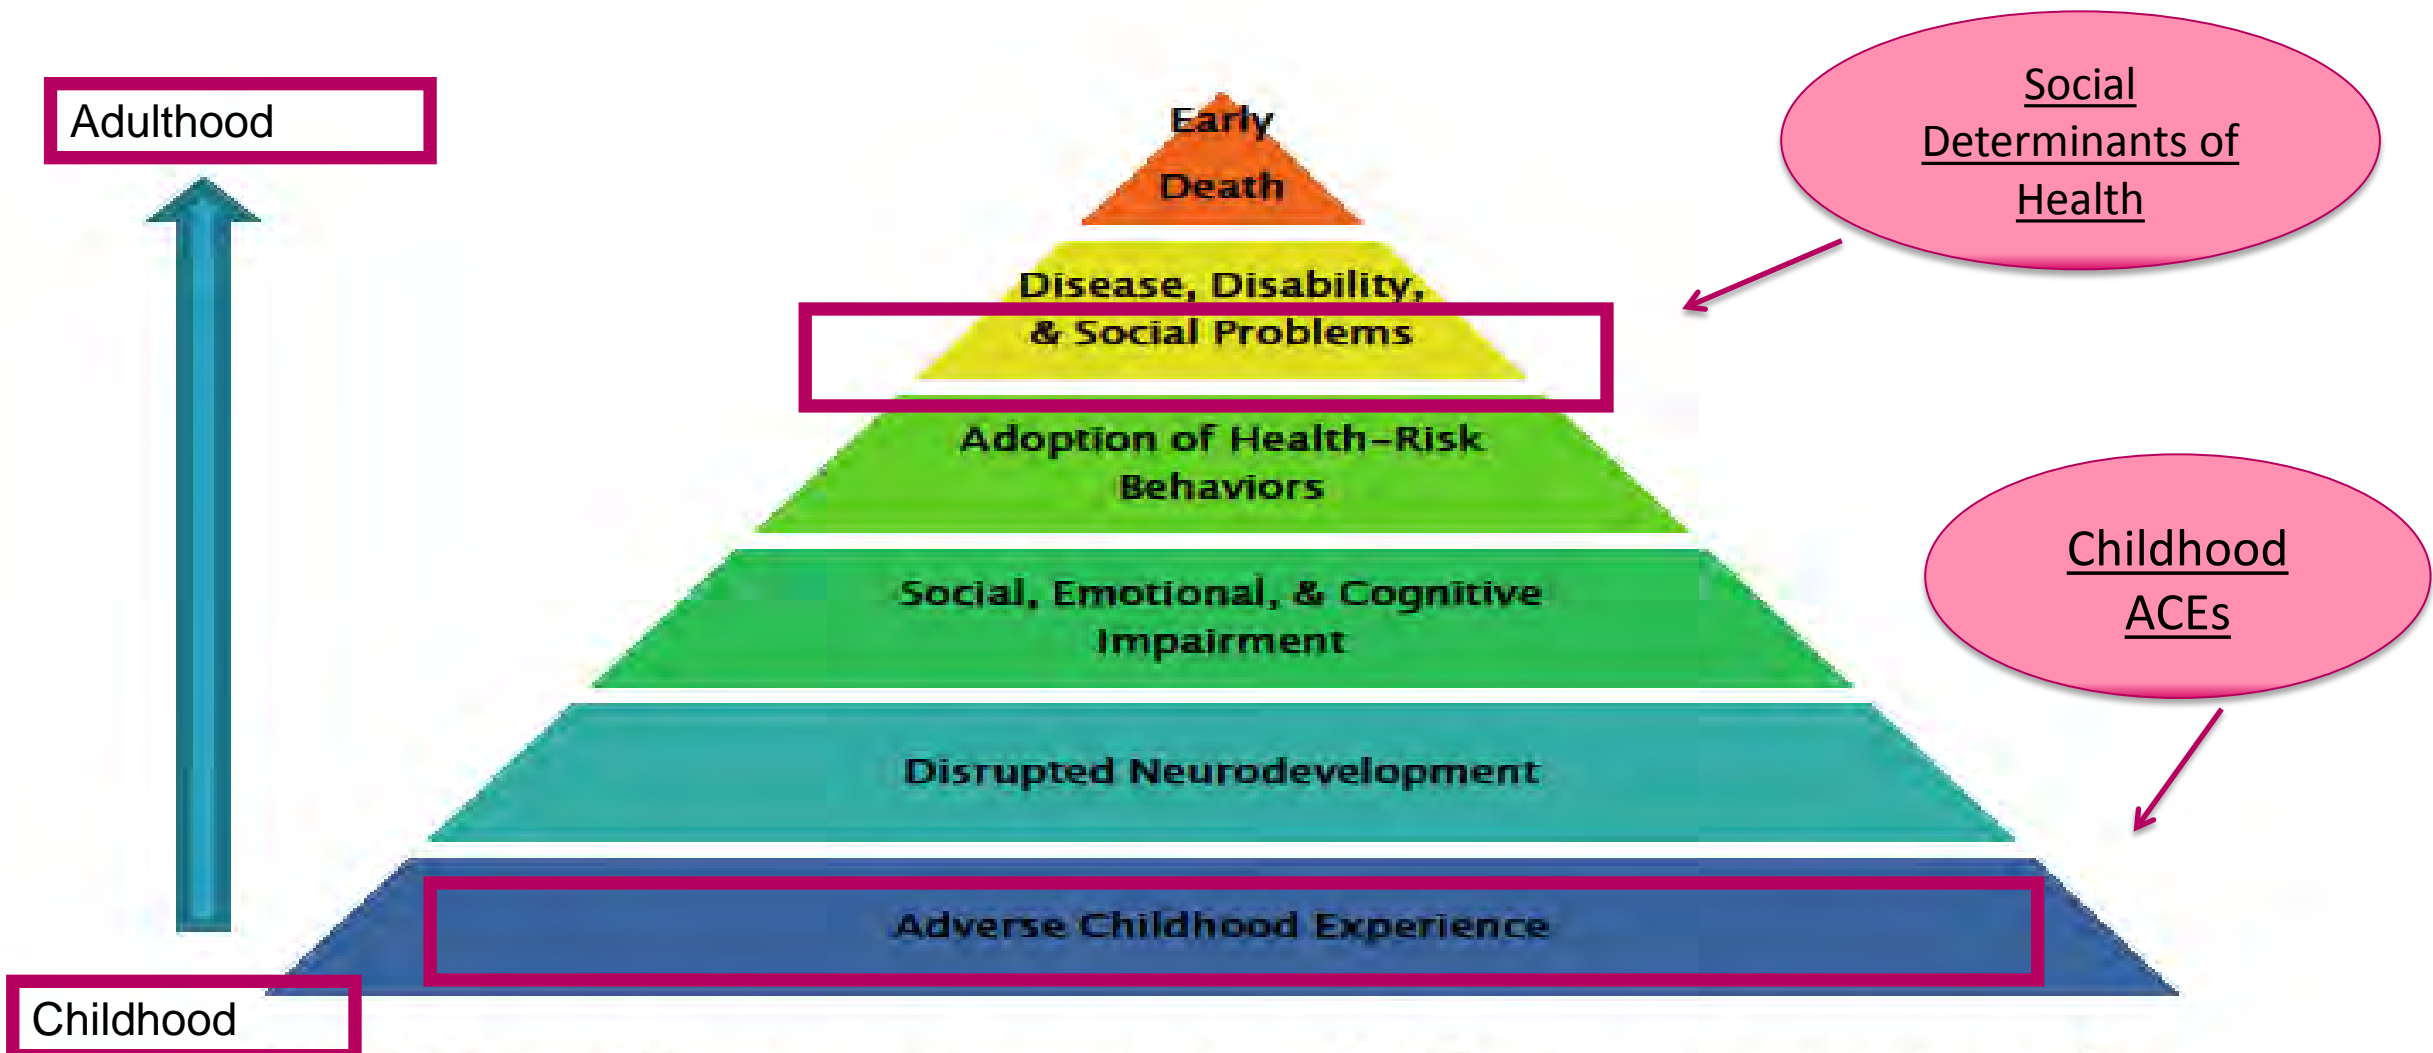 Adulthood
Early
Death
Social
Determinants of
Health
Disease, Disability,
& Social Problems
Adoption of Health-Risk
Behaviors
Social, Emotional, & Cognitive
Impairment
Childhood
ACEs
Disrupted Neurodevelopment
Adverse Childhood Experience
Childhood